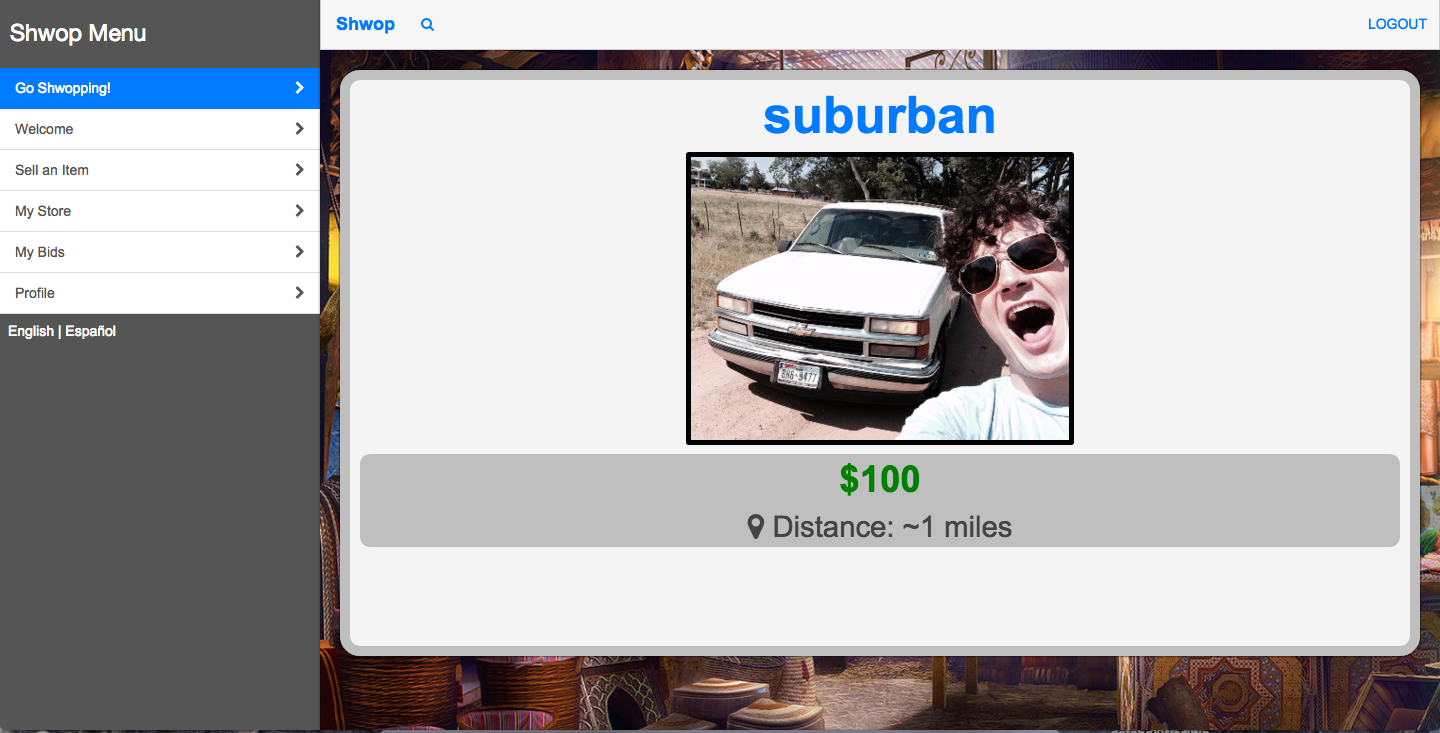 Shwop Menu
Go Shwopping!
Welcome
Sell an Item
My Store
My Bids
Profile
English | Español
Shwop
LOGOUT
suburban
$100
Distance: ~1 miles